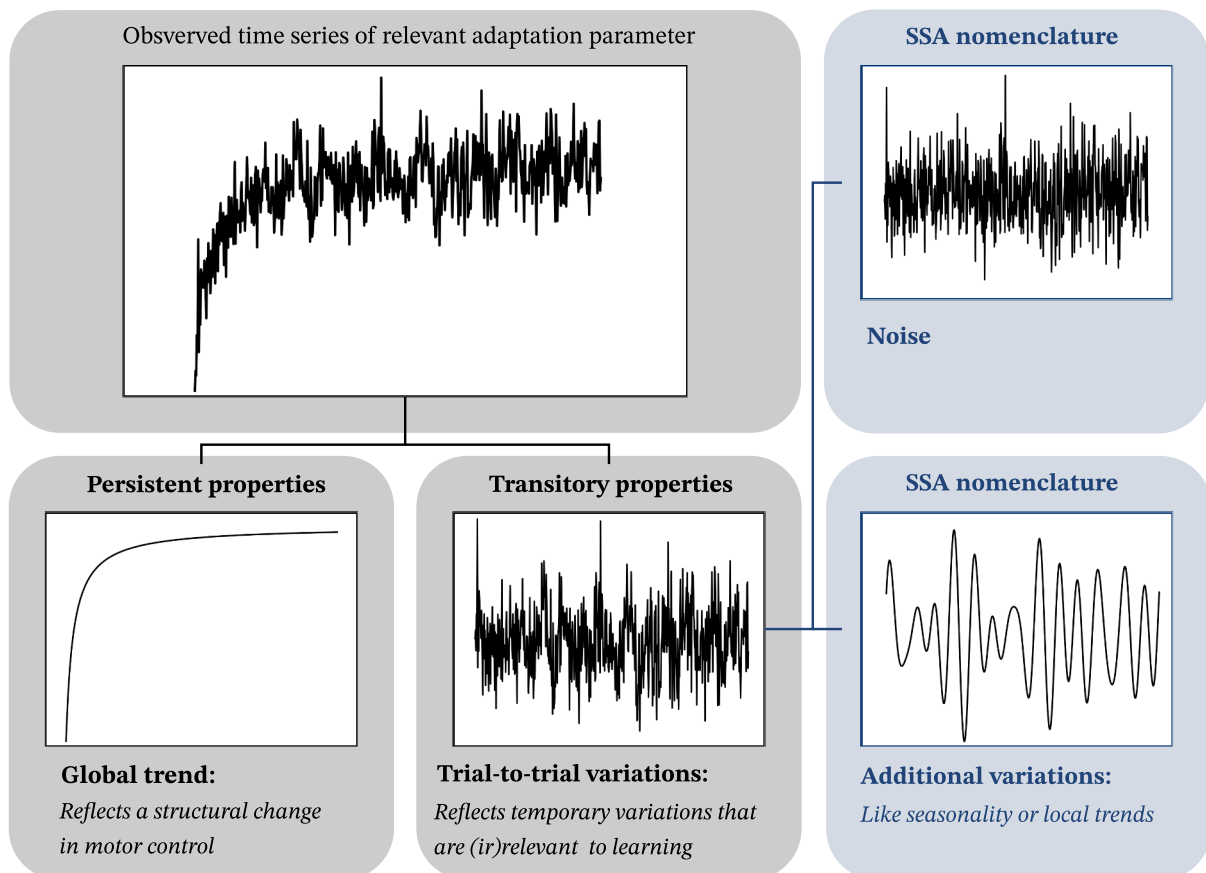 Obsverved time series of relevant adaptation parameter
SSA nomenclature
Noise
Persistent properties
Transitory properties
SSA nomenclature
Global trend:
Reflects a structural change
in motor control
Trial-to-trial variations:
Reflects temporary variations that
are (ir)relevant to learning
Additional variations:
Like seasonality or local trends